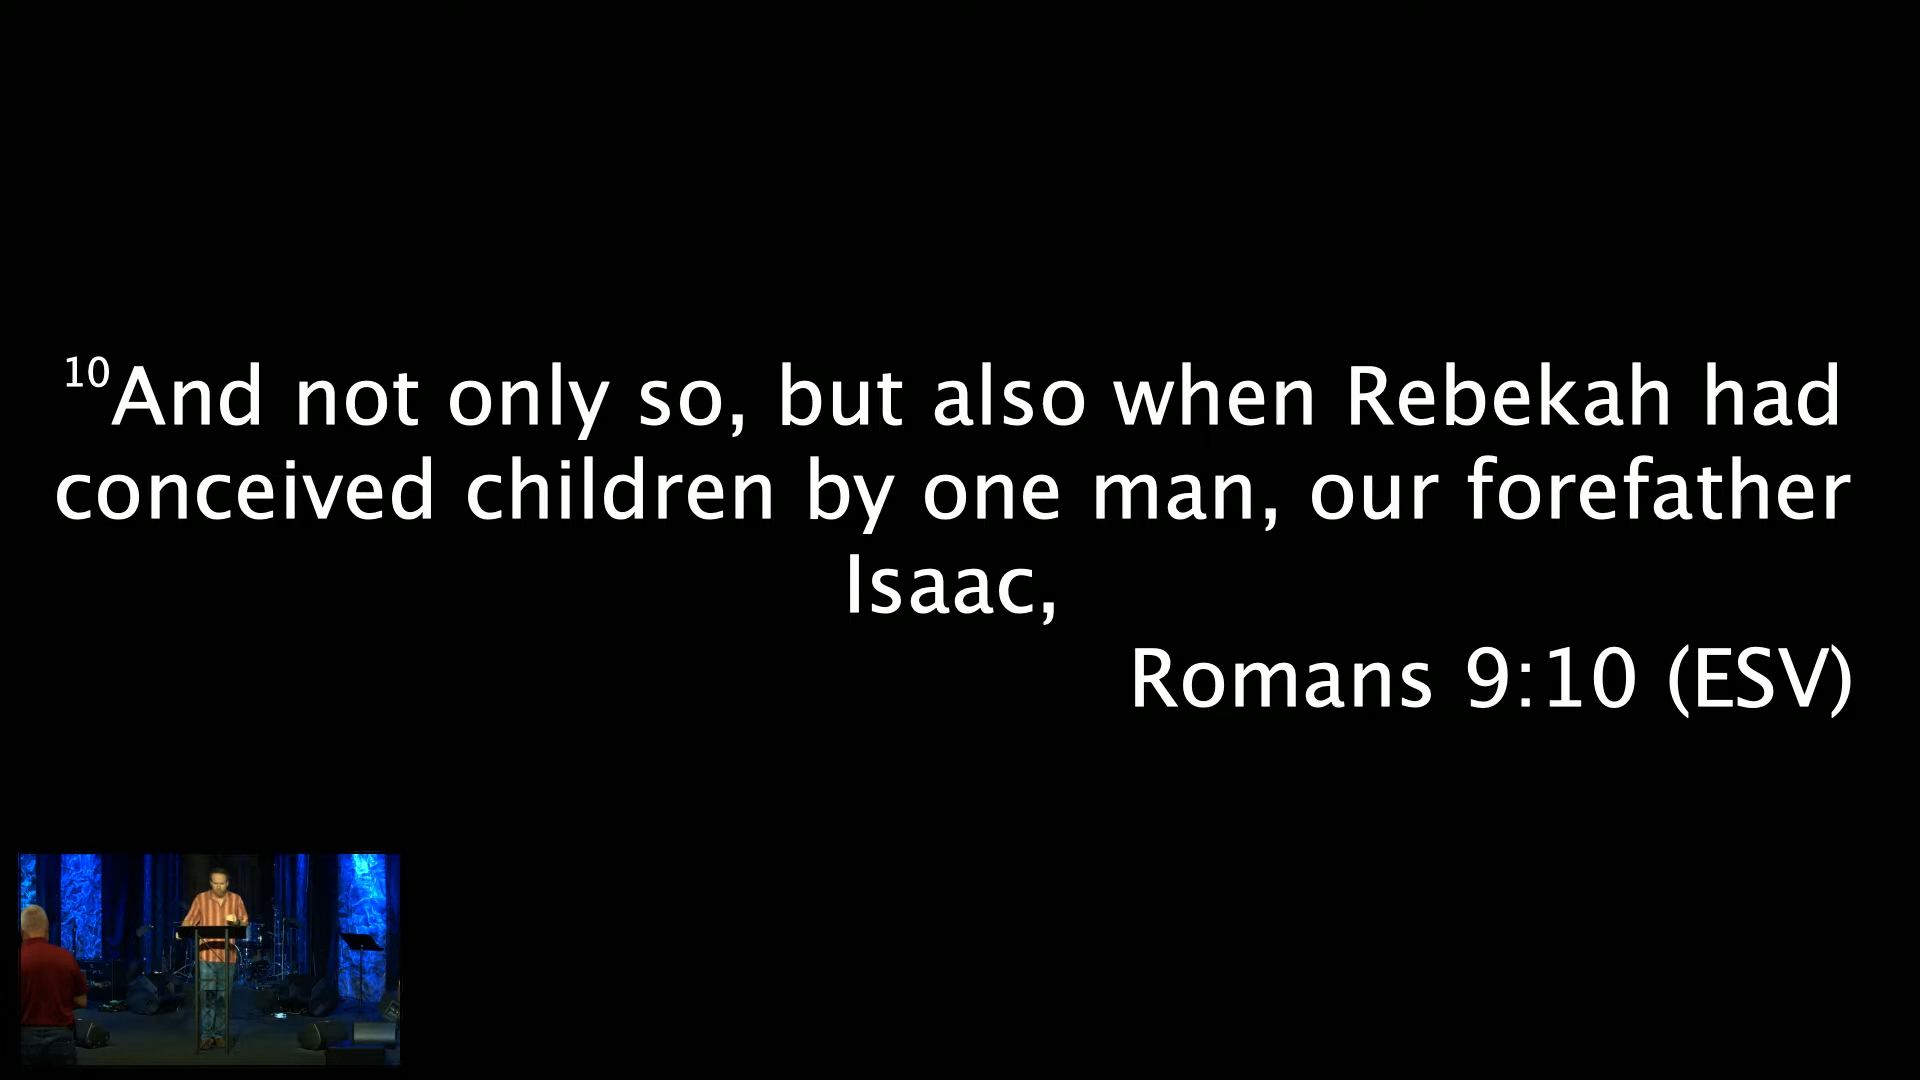 10And not only so, but also when Rebekah had
conceived children by one man, our forefather
Isaac,
Romans 9:10 (ESV)